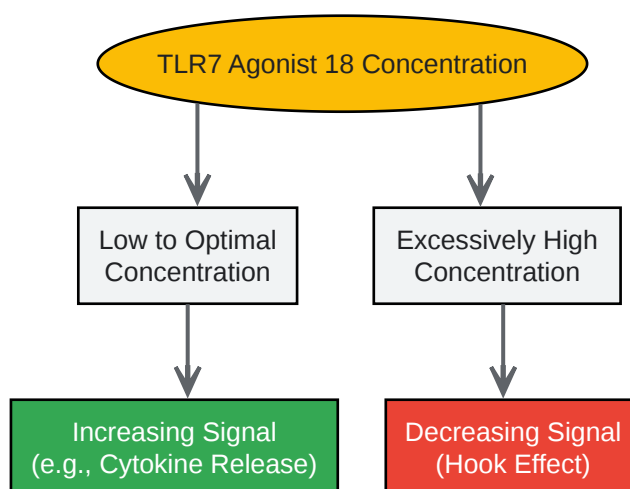 TLR7 Agonist 18 Concentration
Low to Optimal
Concentration
Excessively High
Concentration
Increasing Signal
(e.g., Cytokine Release)
Decreasing Signal
(Hook Effect)